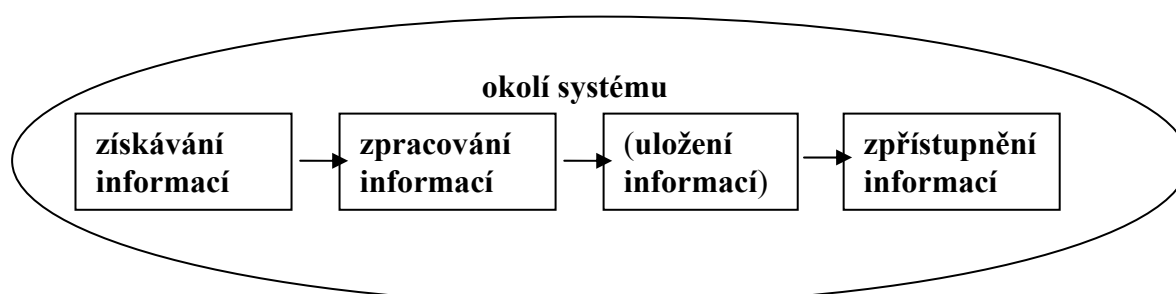 okolí systému
získávání
informací
zpracování
informací
(uložení
informací)
zpřístupnění
informací